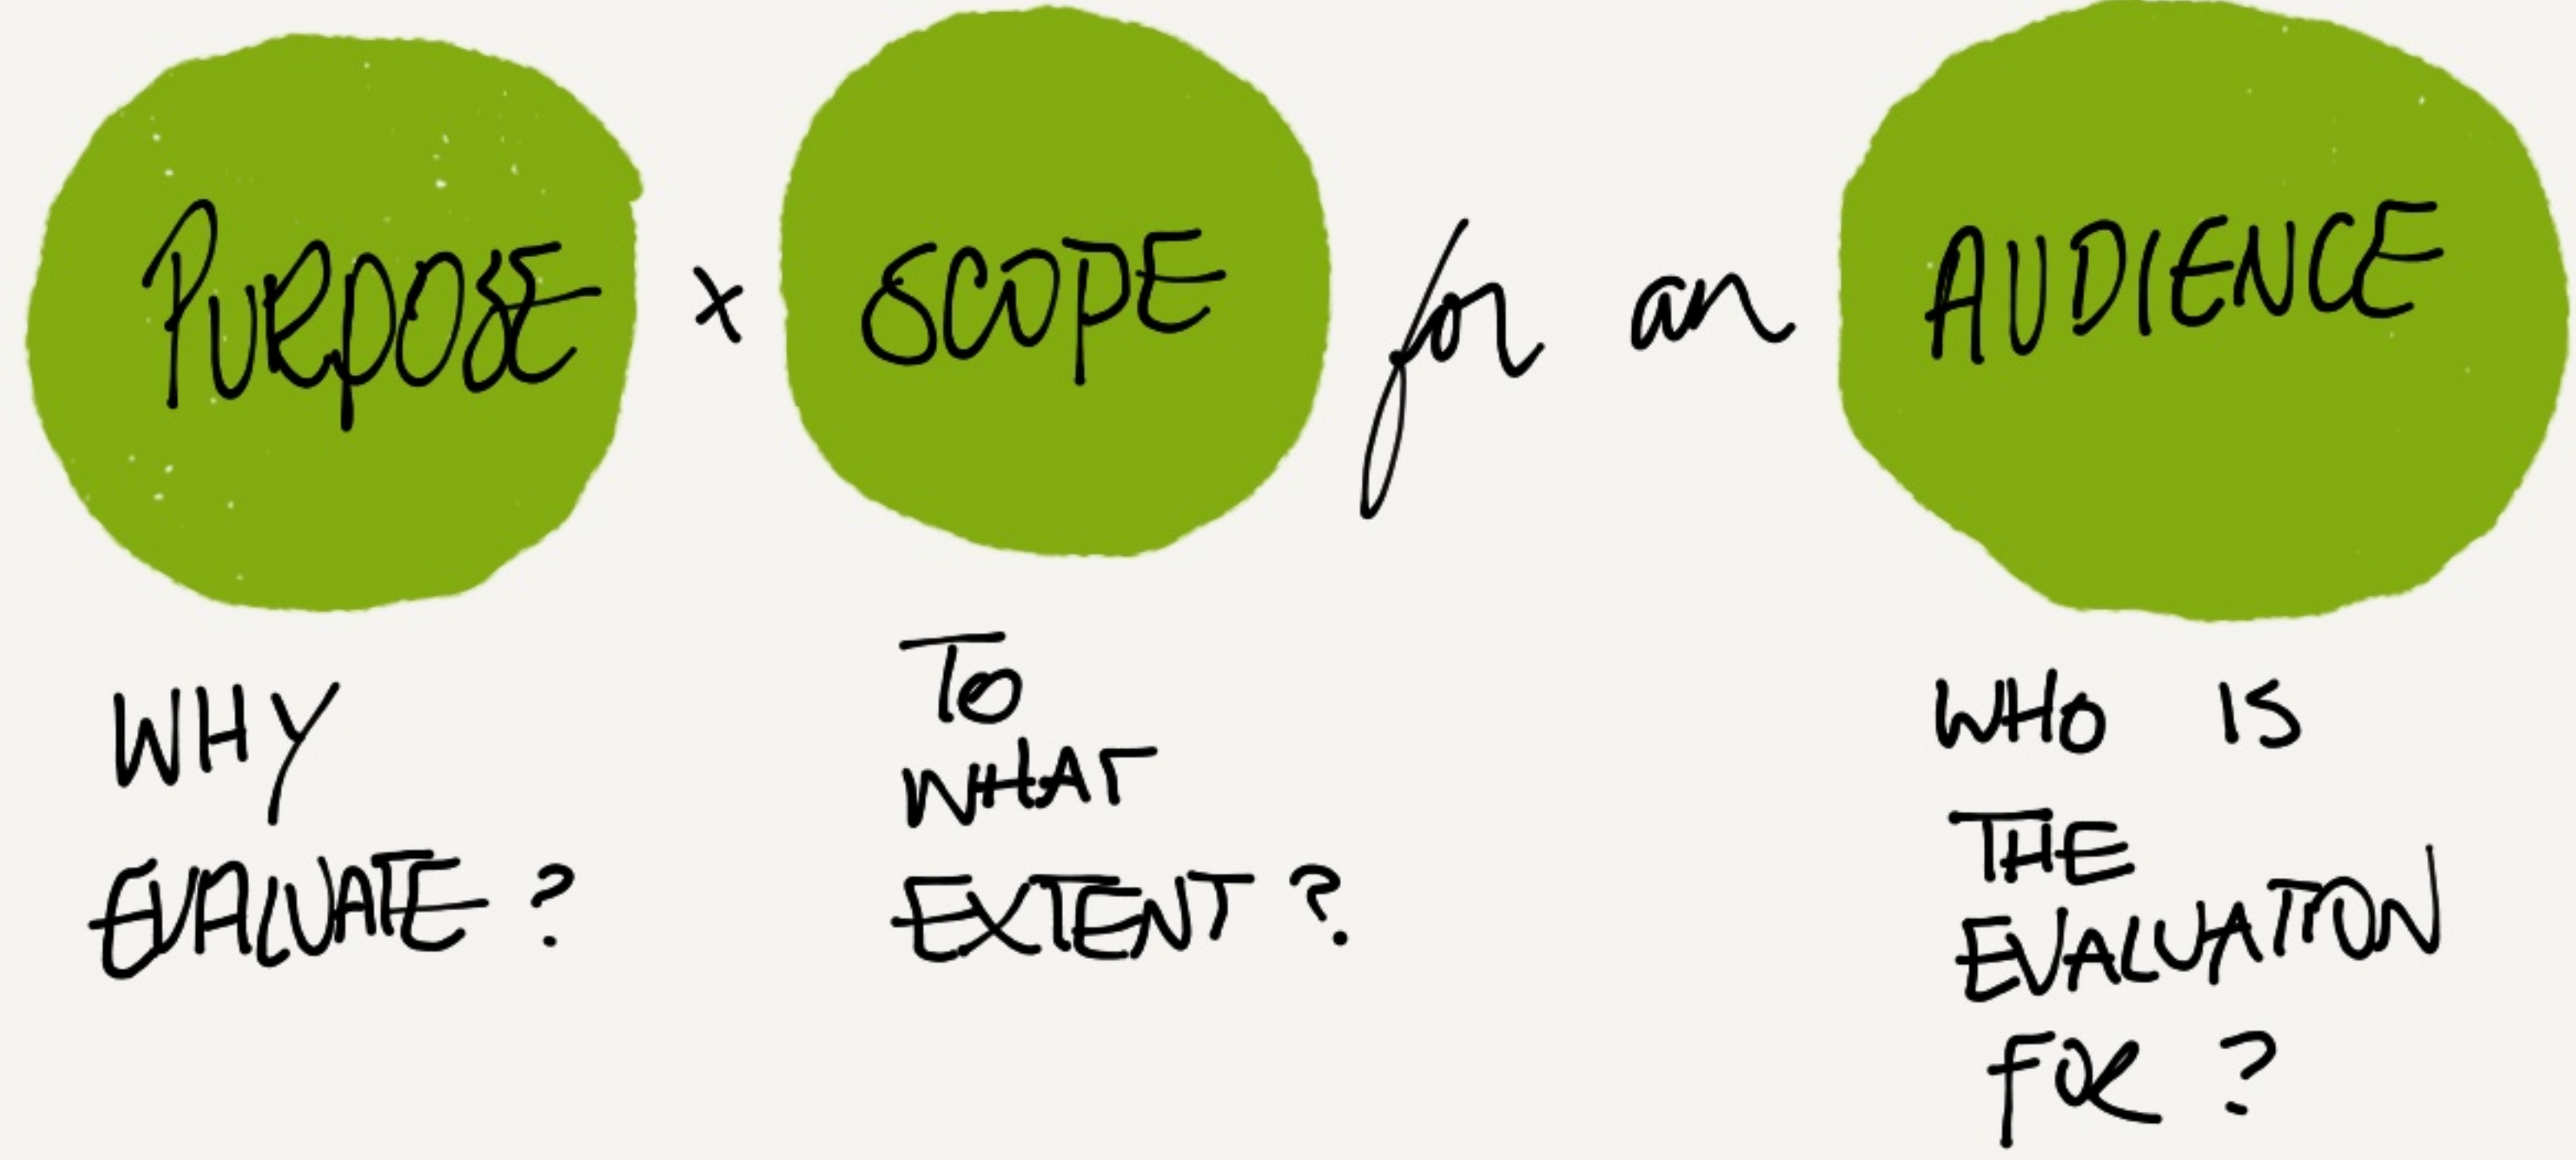 PURPOSE x SCOPE for an AUDIENCE
WHY
EVALUATE?
TO
WHAT
EXTENT?
WHO IS
THE
EVALUATION
FOR?